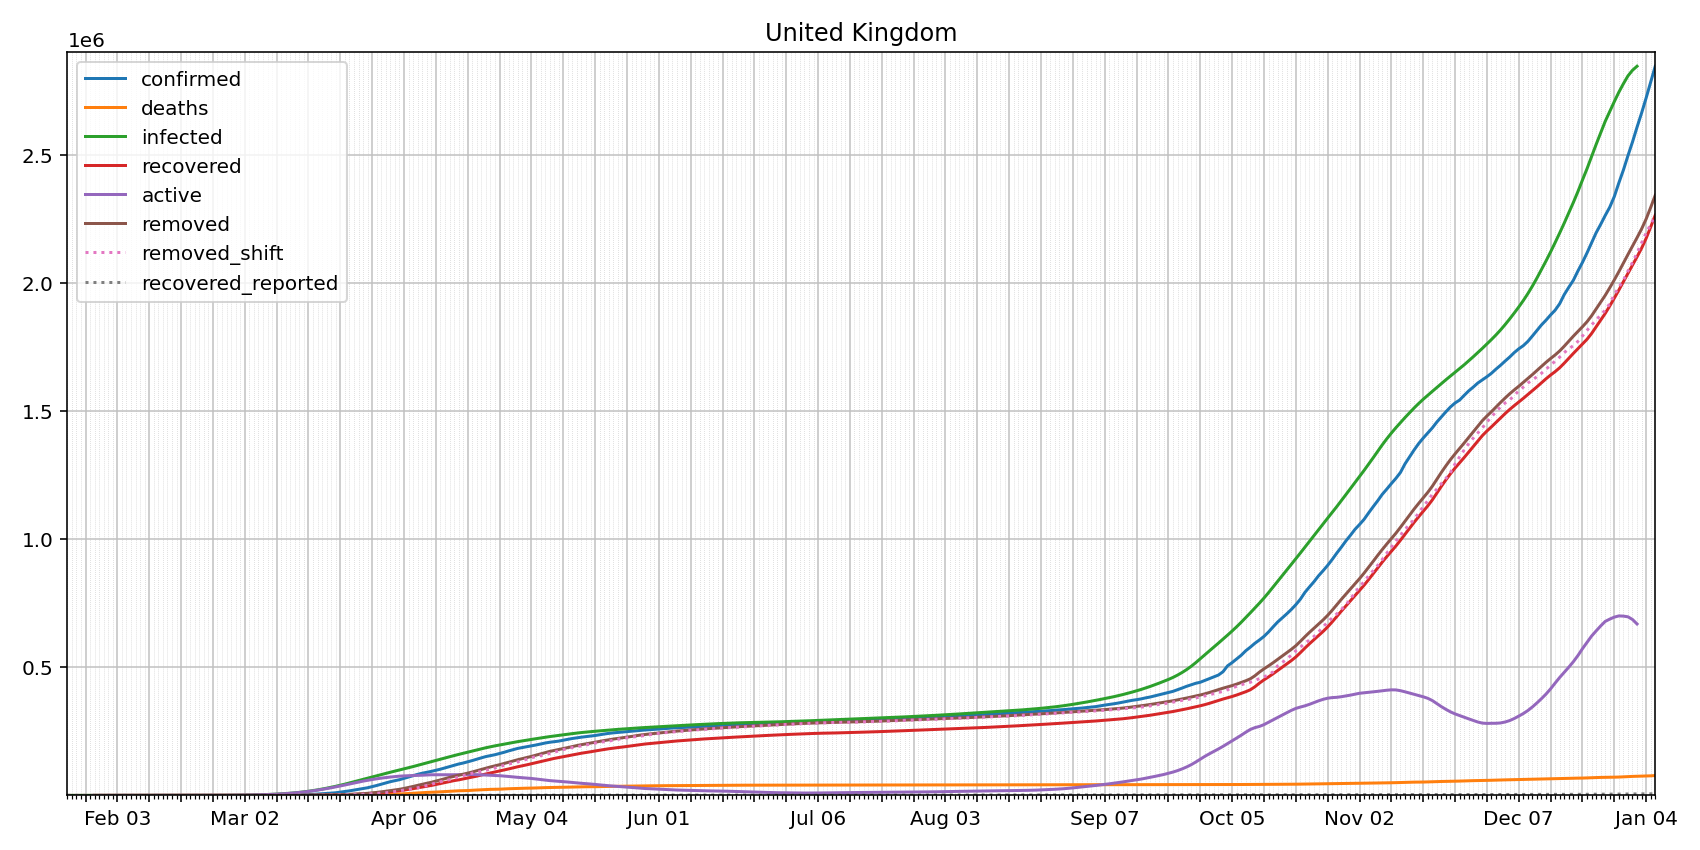 United Kingdom
1e6
confirmed
deaths
infected
recovered
active
removed
removed_shift
recovered_reported
2.5
2.0
1.5
1.0
0.5
Feb 03 Mar 02 Apr 06 May 04 Jun 01 Jul 06 Aug 03 Sep 07 Oct 05 Nov 02 Dec 07 Jan 04